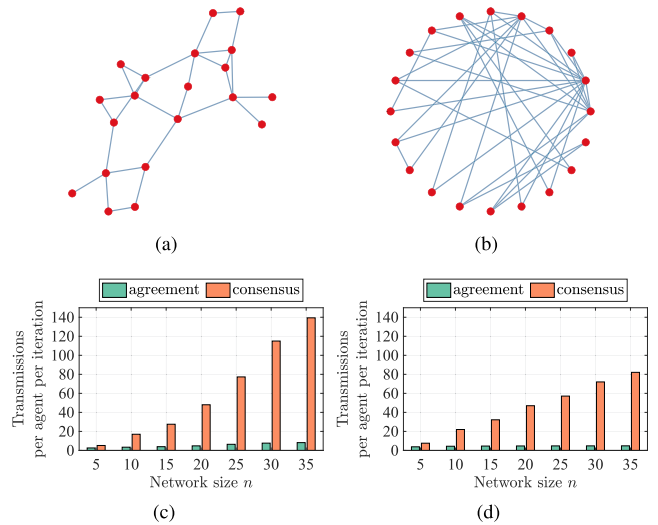 (a)
(b)
agreement consensus
Transmissions
per agent per iteration
140
120
100
80
60
40
20
0
5 10 15 20 25 30 35
Network size n
(c)
agreement consensus
Transmissions
per agent per iteration
140
120
100
80
60
40
20
0
5 10 15 20 25 30 35
Network size n
(d)